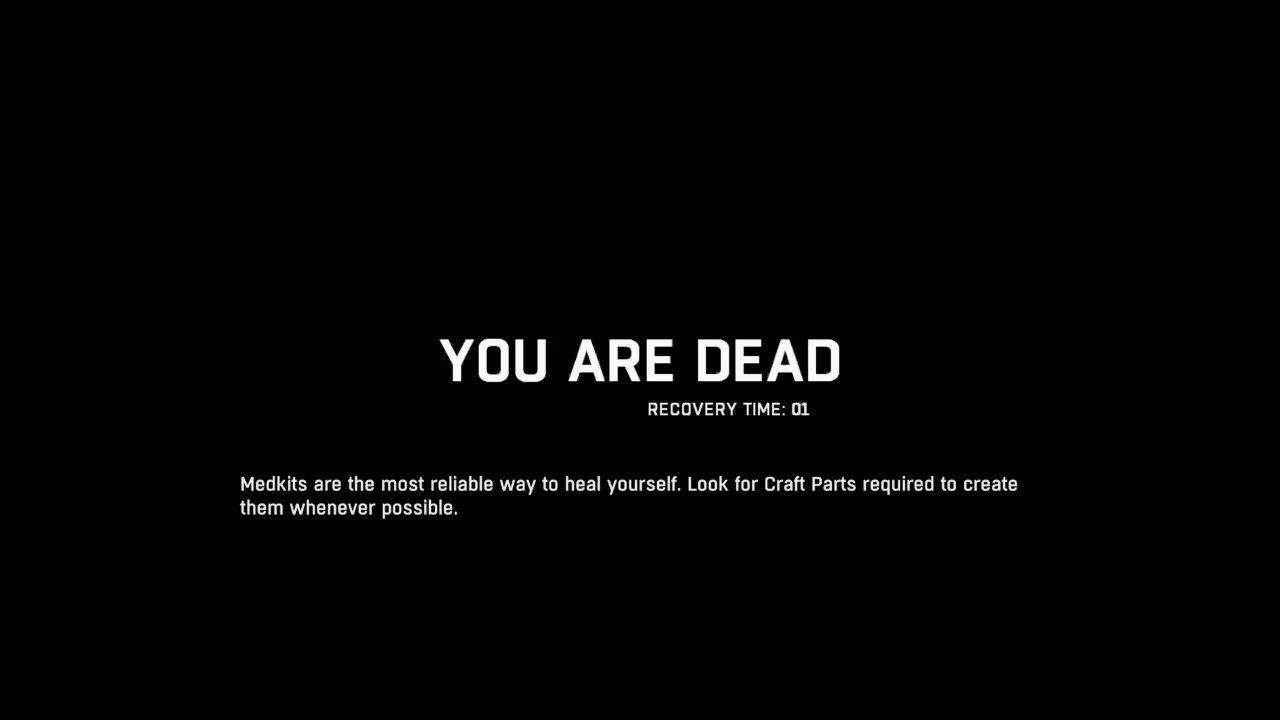 YOU ARE DEAD
RECOVERY TIME: 01
Medkits are the most reliable way to heal yourself. Look for Craft Parts required to create
them whenever possible.